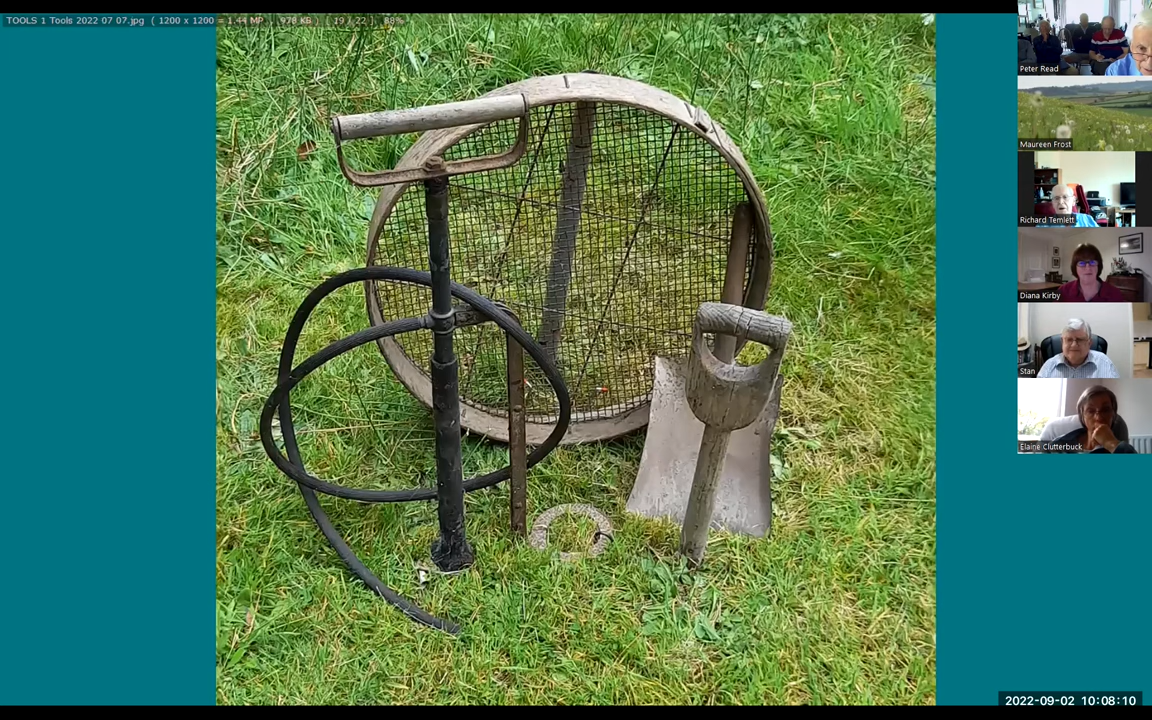 TOOLS 1 Tools 2022 07 07.jpg ( 1200 x 1200 = 1.44 MP , 978 KB ) [ 19 / 22 ] 88%
Peter Read
Maureen Frost
Richard Temlett
Diana Kirby
Stan
Elaine Clutterbuck
2022-09-02 10:08:10